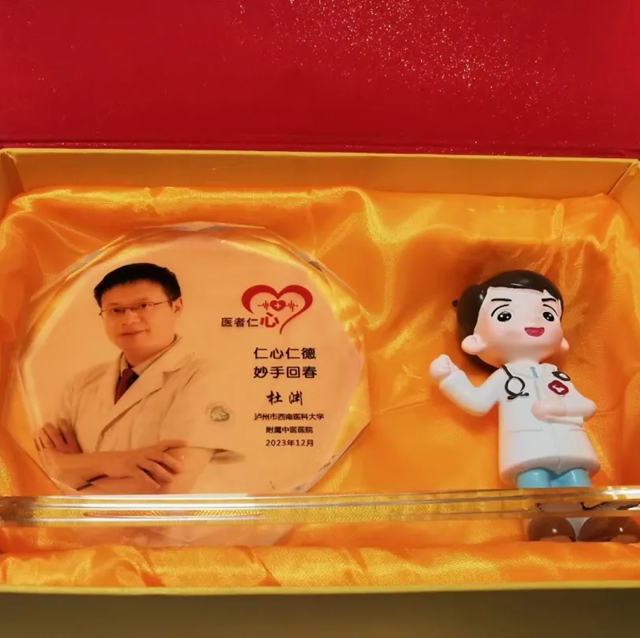 医者仁心
仁心仁德
妙手回春
杜渊
泸州市西南医科大学
附属中医医院
2023年12月